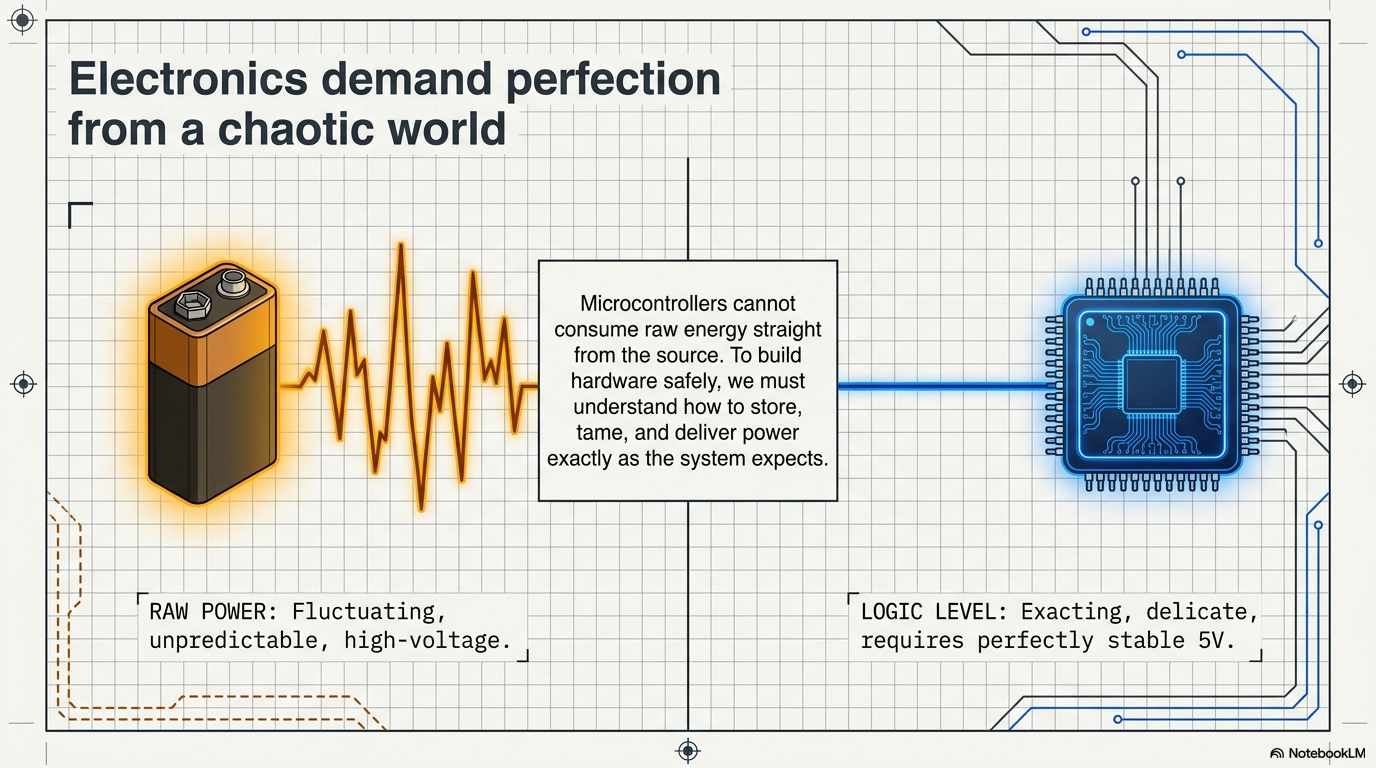 Electronics demand perfection
from a chaotic world
Microcontrollers cannot
consume raw energy straight
from the source. To build
hardware safely, we must
understand how to store,
tame, and deliver power
exactly as the system expects.
RAW POWER: Fluctuating,
unpredictable, high-voltage.
LOGIC LEVEL: Exacting, delicate,
requires perfectly stable 5V.
NotebookLM